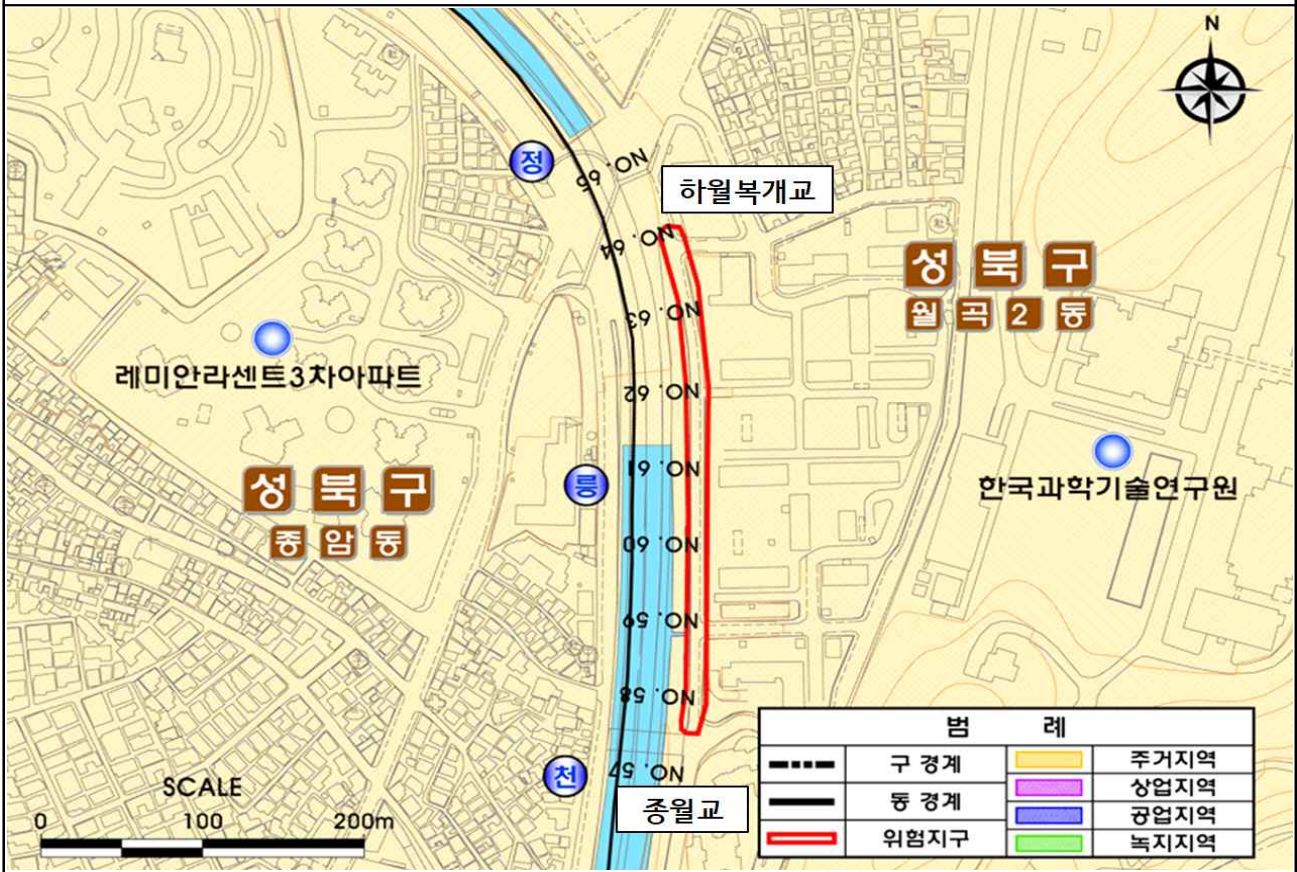 N
정
NO. 65
하월복개교
NO. 64
성북구
월곡2동
NO. 63
레미안라센트3차아파트
NO. 62
NO. 61
한국과학기술연구원
성북구
종암동
릉
NO. 60
NO. 59
NO. 58
천
NO. 57
종월교
SCALE
0 100 200m
범 례
구 경계 주거지역
동 경계 상업지역
위험지구 공업지역
녹지지역